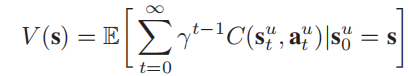 V(𝐬) = 𝔼[∑_{t=0}^{∞} γ^{t−1} C(𝐬_t^u, 𝐚_t^u) | 𝐬_0^u = 𝐬]